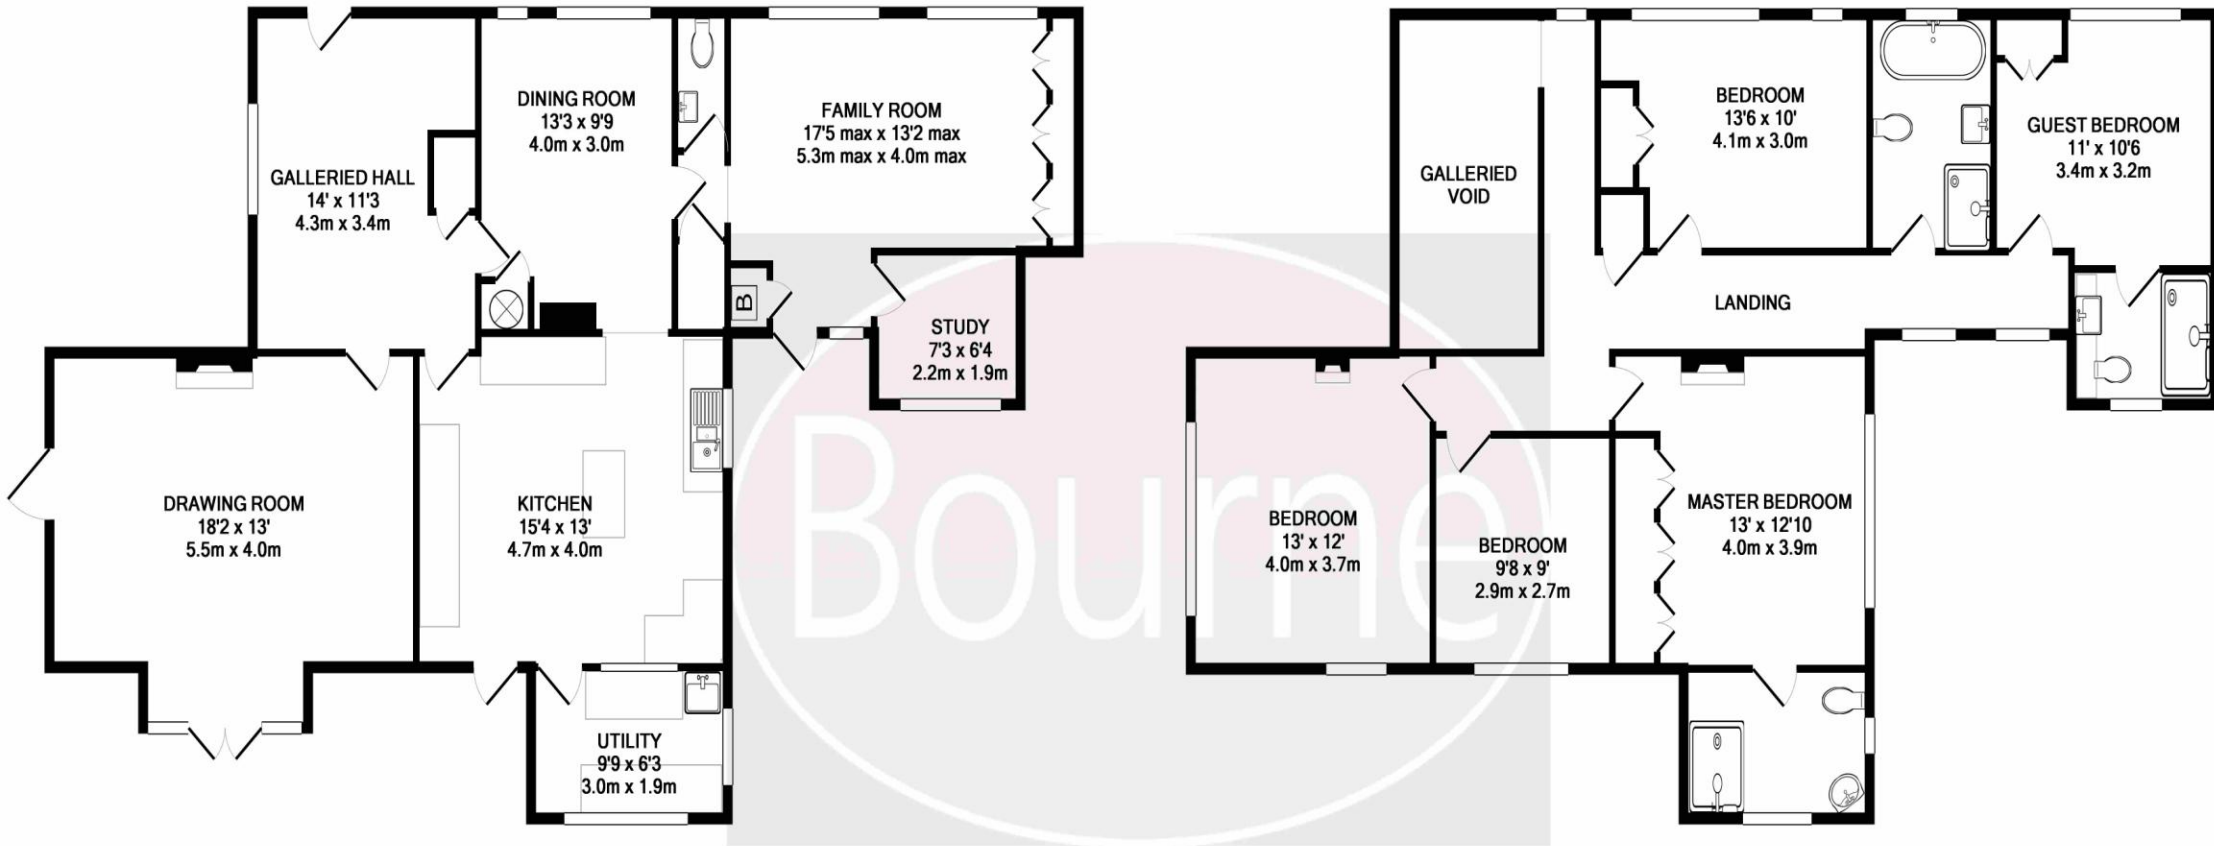 DINING ROOM
13'3 x 9'9
4.0m x 3.0m
FAMILY ROOM
17'5 max x 13'2 max
5.3m max x 4.0m max
GALLERIED HALL
14' x 11'3
4.3m x 3.4m
B
STUDY
7'3 x 6'4
2.2m x 1.9m
DRAWING ROOM
18'2 x 13'
5.5m x 4.0m
KITCHEN
15'4 x 13'
4.7m x 4.0m
UTILITY
9'9 x 6'3
3.0m x 1.9m
Bourne
GALLERIED
VOID
BEDROOM
13'6 x 10'
4.1m x 3.0m
GUEST BEDROOM
11' x 10'6
3.4m x 3.2m
LANDING
BEDROOM
13' x 12'
4.0m x 3.7m
BEDROOM
9'8 x 9'
2.9m x 2.7m
MASTER BEDROOM
13' x 12'10
4.0m x 3.9m